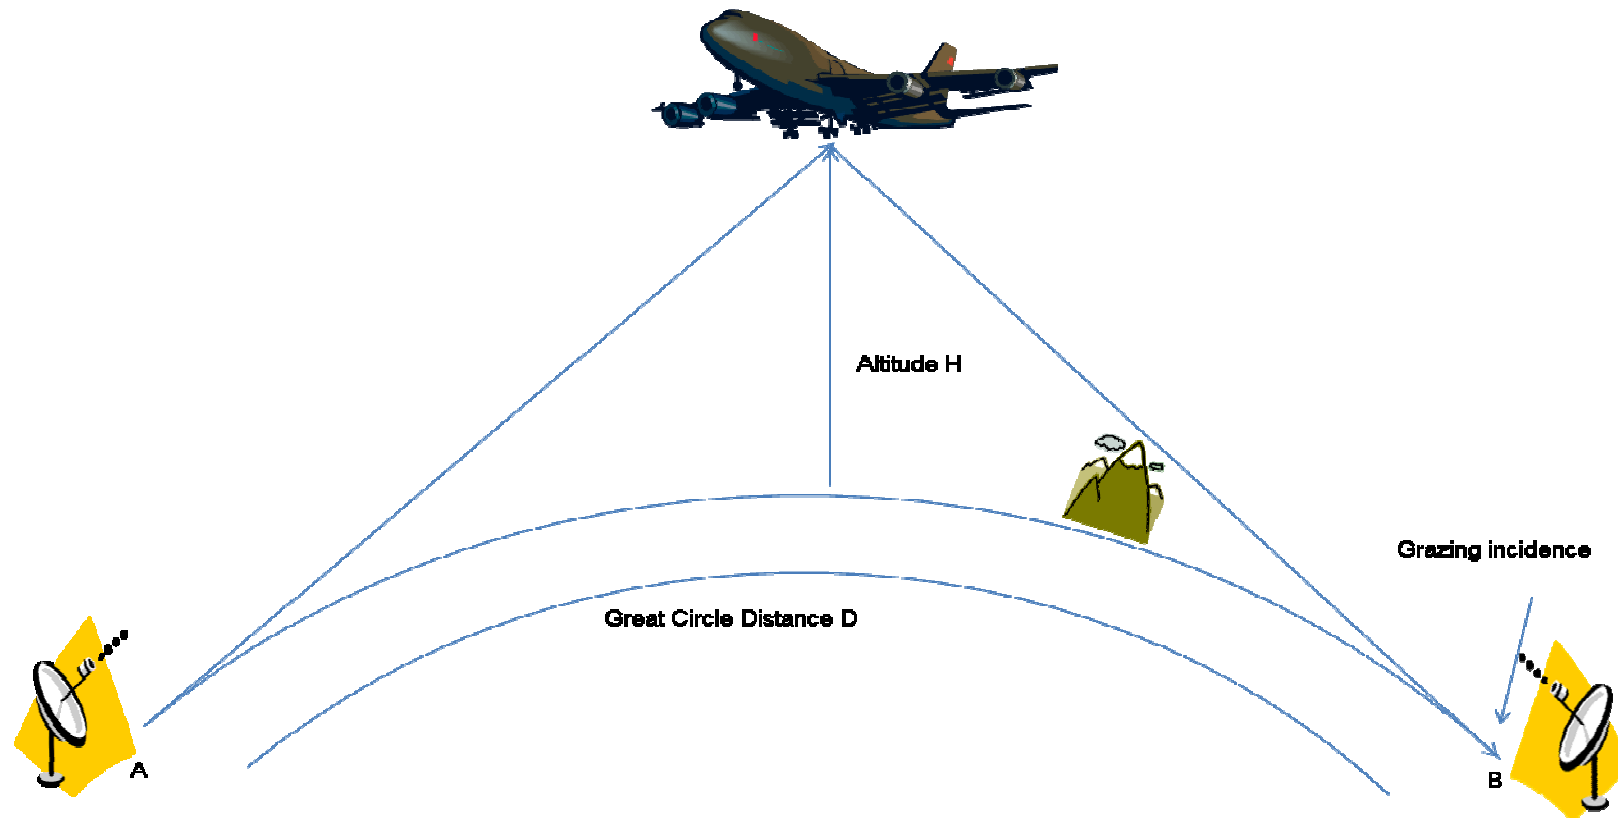 Altitude H
Grazing incidence
Great Circle Distance D
A
B